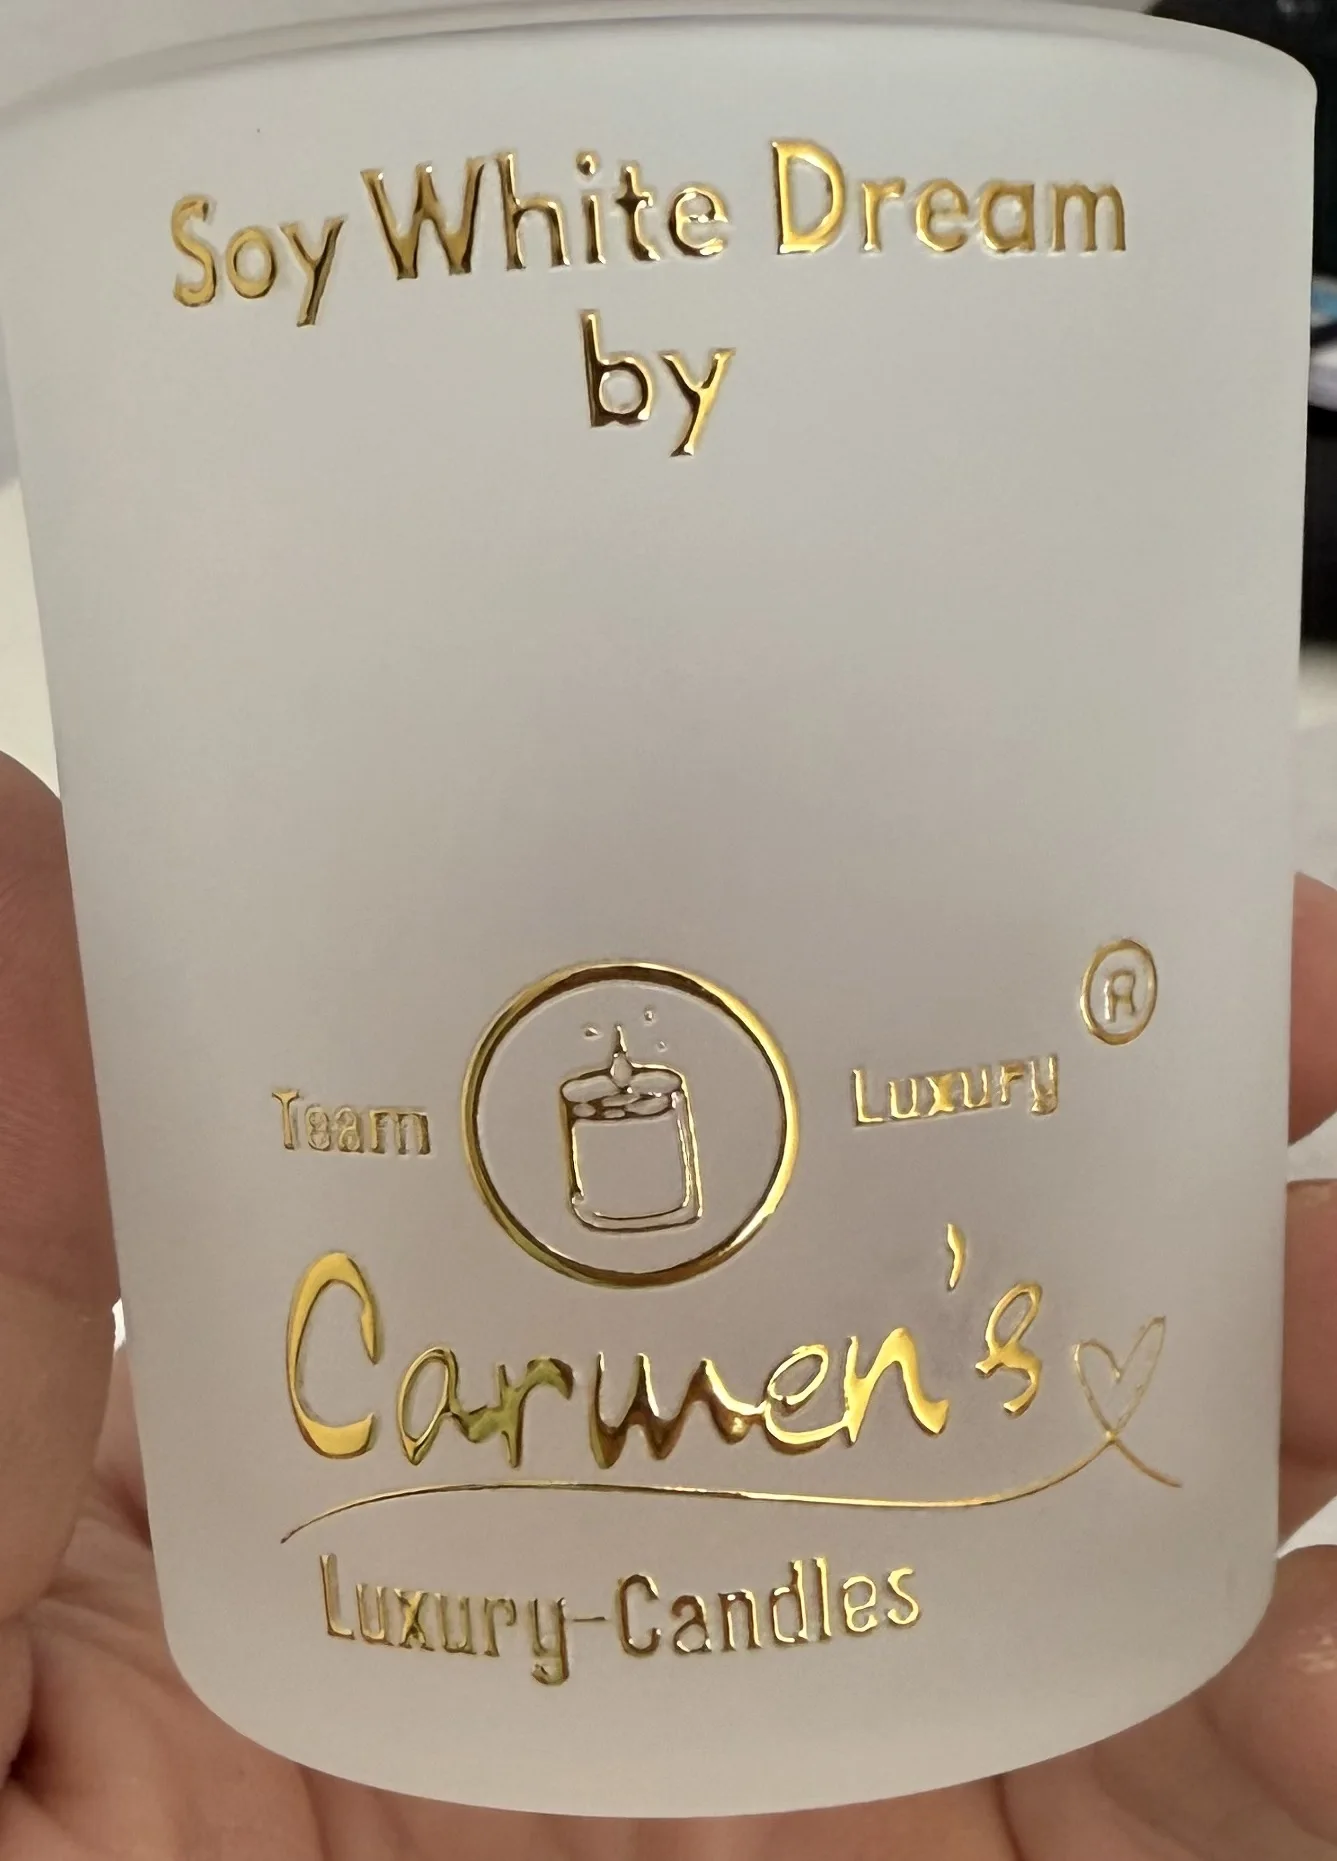 Soy White Dream
by
®
Team Luxury
Carmen's
Luxury-Candles